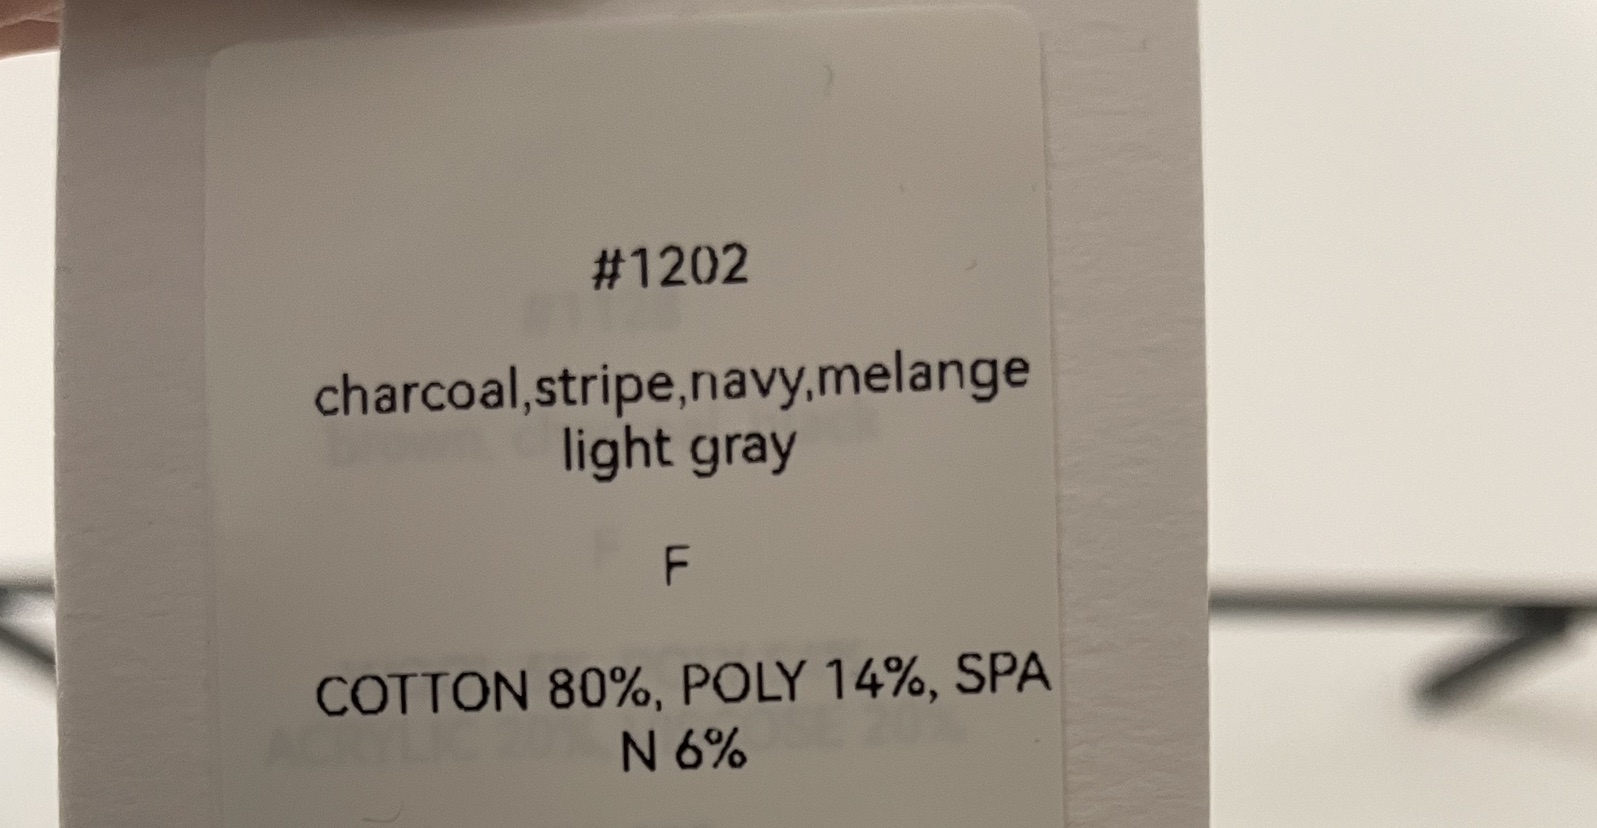 #1202
charcoal,stripe,navy,melange
light gray
F
COTTON 80%, POLY 14%, SPA
N 6%